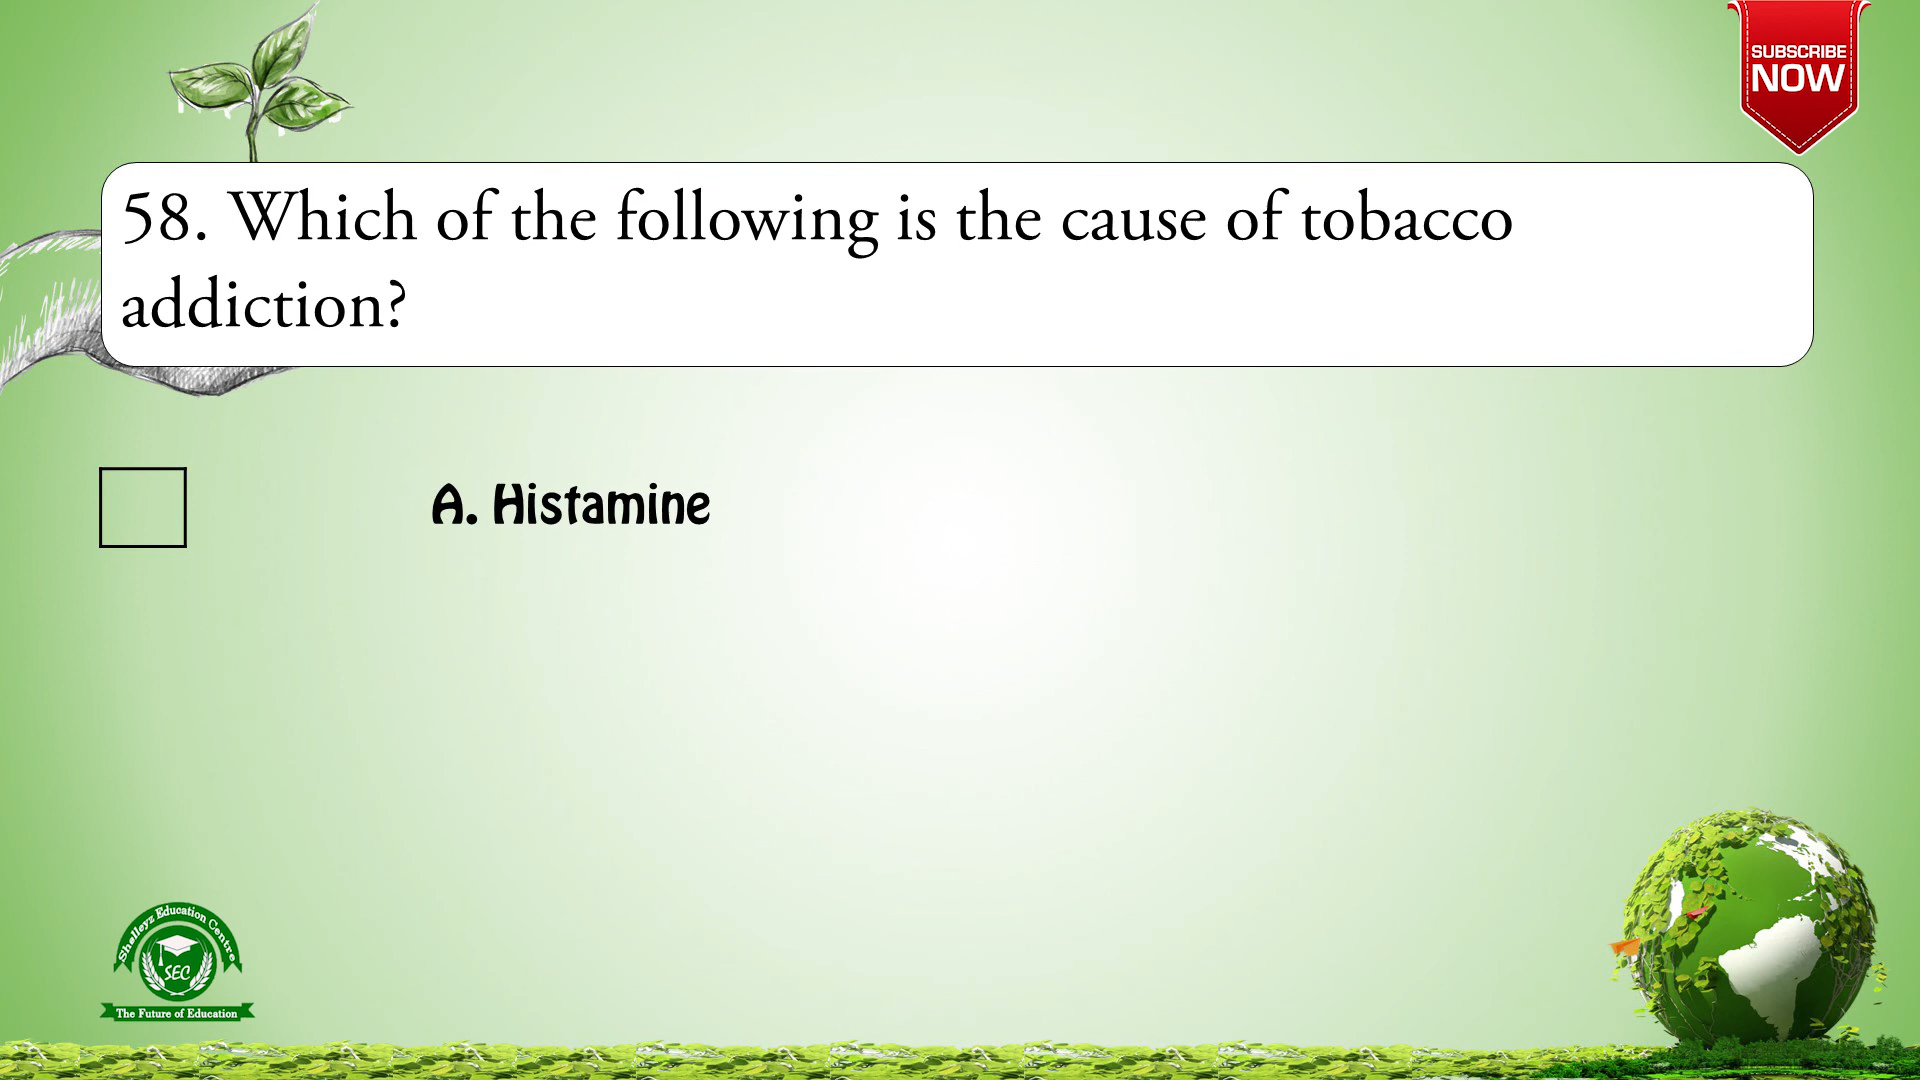 SUBSCRIBE
NOW
58. Which of the following is the cause of tobacco
addiction?
A. Histamine
Shelleyz Education Centre
SEC
The Future of Education